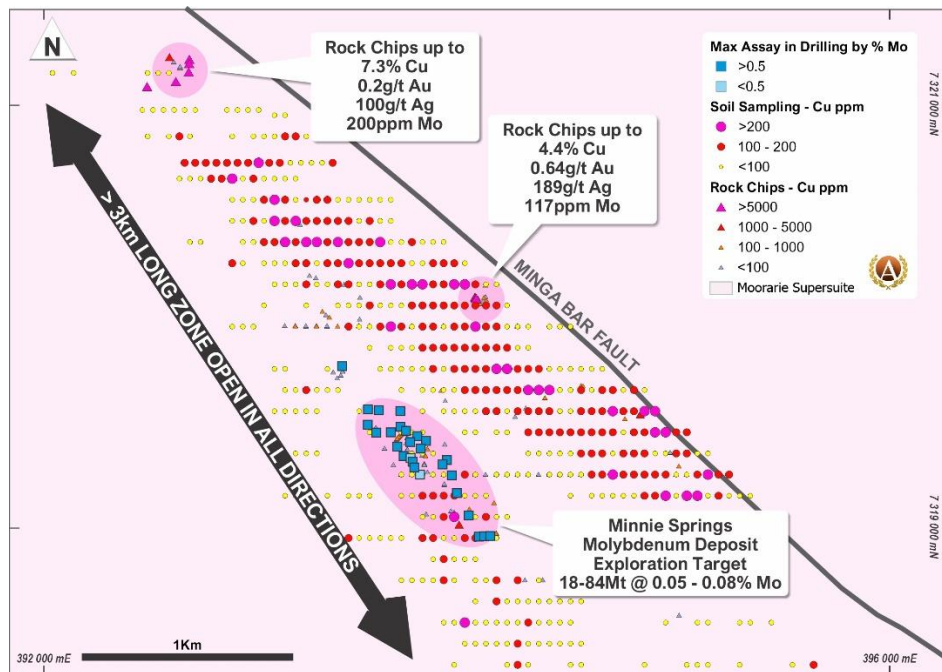 N
Rock Chips up to
7.3% Cu
0.2g/t Au
100g/t Ag
200ppm Mo
Rock Chips up to
4.4% Cu
0.64g/t Au
189g/t Ag
117ppm Mo
Max Assay in Drilling by % Mo
>0.5
<0.5
Soil Sampling - Cu ppm
>200
100 - 200
<100
Rock Chips - Cu ppm
>5000
1000 - 5000
100 - 1000
<100
Moorarie Supersuite
A
7 321 000 mN
MINGA BAR FAULT
> 3km LONG ZONE OPEN IN ALL DIRECTIONS
Minnie Springs
Molybdenum Deposit
Exploration Target
18-84Mt @ 0.05 - 0.08% Mo
7 319 000 mN
1Km
392 000 mE
396 000 mE